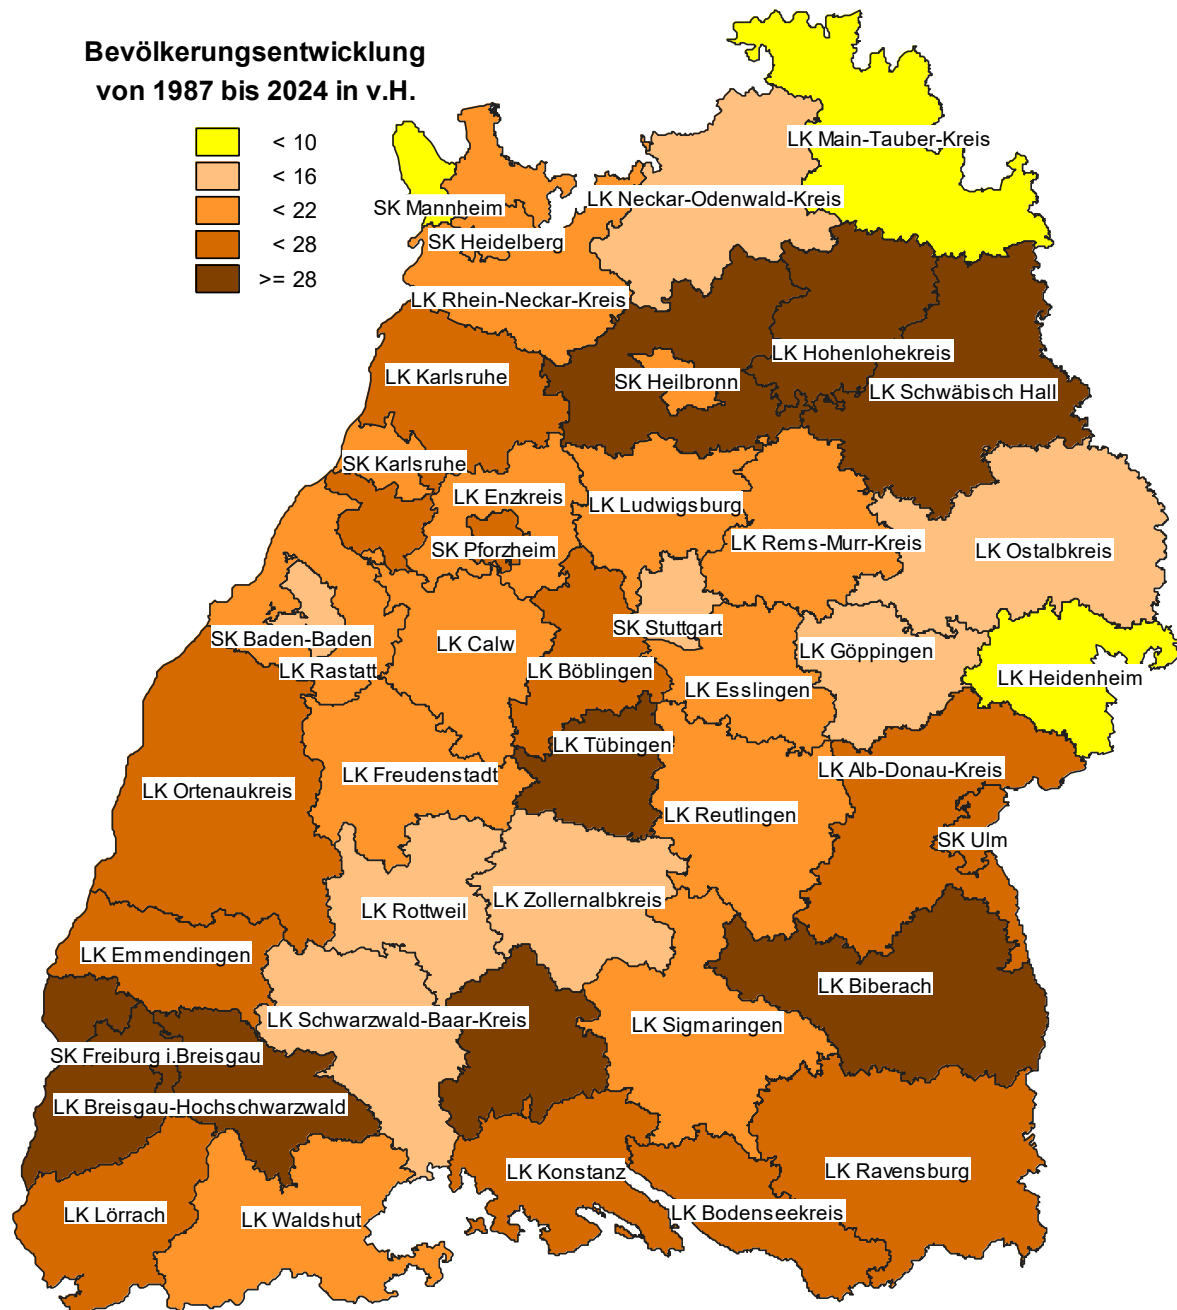 Bevölkerungsentwicklung
von 1987 bis 2024 in v.H.
< 10
< 16
< 22
< 28
>= 28
LK Main-Tauber-Kreis
LK Neckar-Odenwald-Kreis
SK Mannheim
SK Heidelberg
LK Rhein-Neckar-Kreis
LK Hohenlohekreis
LK Karlsruhe
SK Heilbronn
LK Schwäbisch Hall
SK Karlsruhe
LK Enzkreis
LK Ludwigsburg
LK Rems-Murr-Kreis
SK Pforzheim
LK Ostalbkreis
SK Stuttgart
SK Baden-Baden
LK Calw
LK Göppingen
LK Rastatt
LK Böblingen
LK Heidenheim
LK Esslingen
LK Tübingen
LK Alb-Donau-Kreis
LK Freudenstadt
LK Ortenaukreis
LK Reutlingen
SK Ulm
LK Zollernalbkreis
LK Rottweil
LK Emmendingen
LK Biberach
LK Schwarzwald-Baar-Kreis
LK Sigmaringen
SK Freiburg i.Breisgau
LK Breisgau-Hochschwarzwald
LK Konstanz
LK Ravensburg
LK Lörrach
LK Waldshut
LK Bodenseekreis